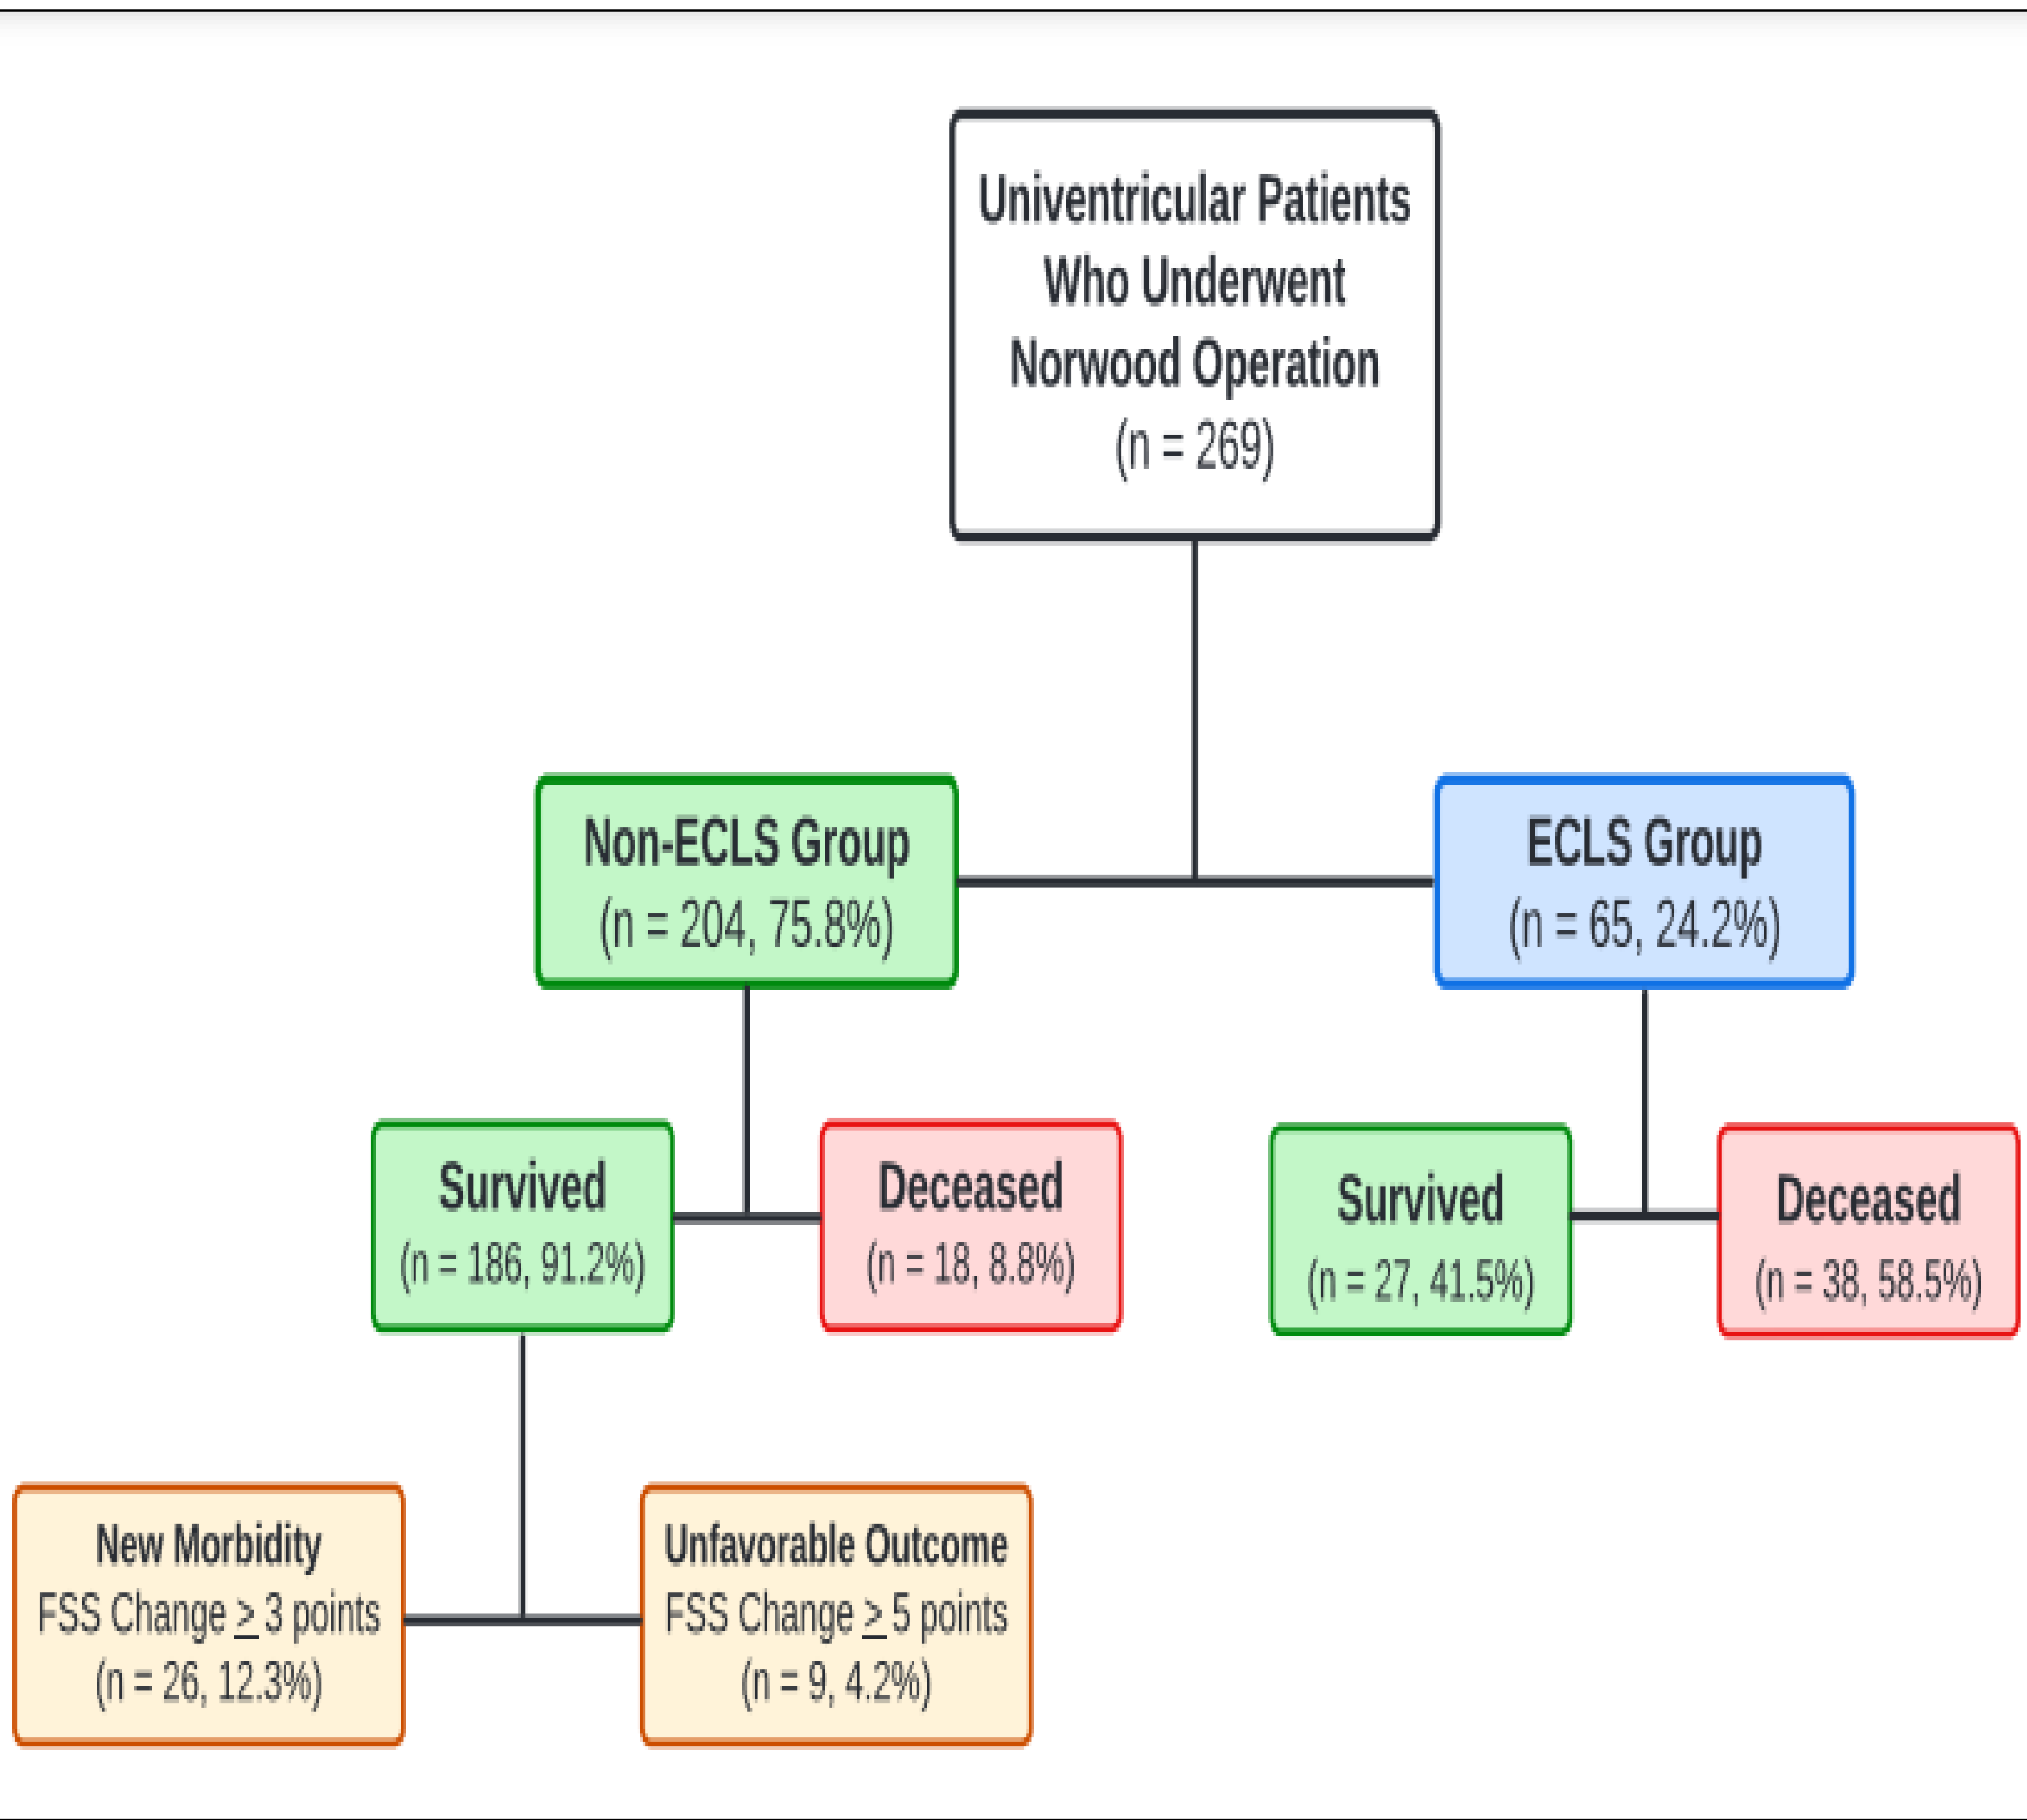 Univentricular Patients
Who Underwent
Norwood Operation
(n = 269)
Non-ECLS Group
(n = 204, 75.8%)
ECLS Group
(n = 65, 24.2%)
Survived
(n = 186, 91.2%)
Deceased
(n = 18, 8.8%)
Survived
(n = 27, 41.5%)
Deceased
(n = 38, 58.5%)
New Morbidity
FSS Change ≥ 3 points
(n = 26, 12.3%)
Unfavorable Outcome
FSS Change ≥ 5 points
(n = 9, 4.2%)